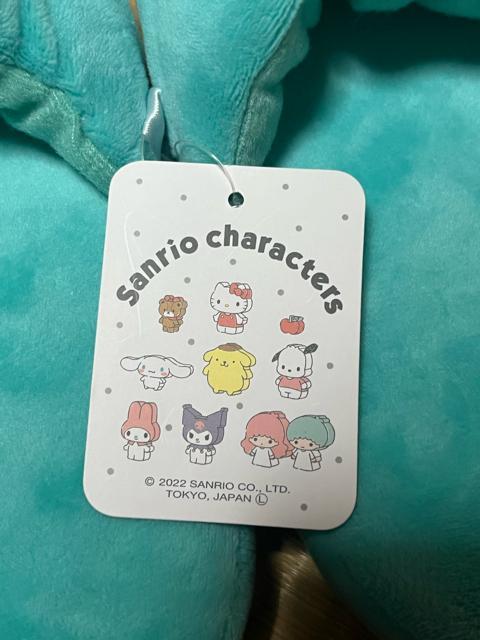 Sanrio characters
© 2022 SANRIO CO., LTD.
TOKYO, JAPAN Ⓛ